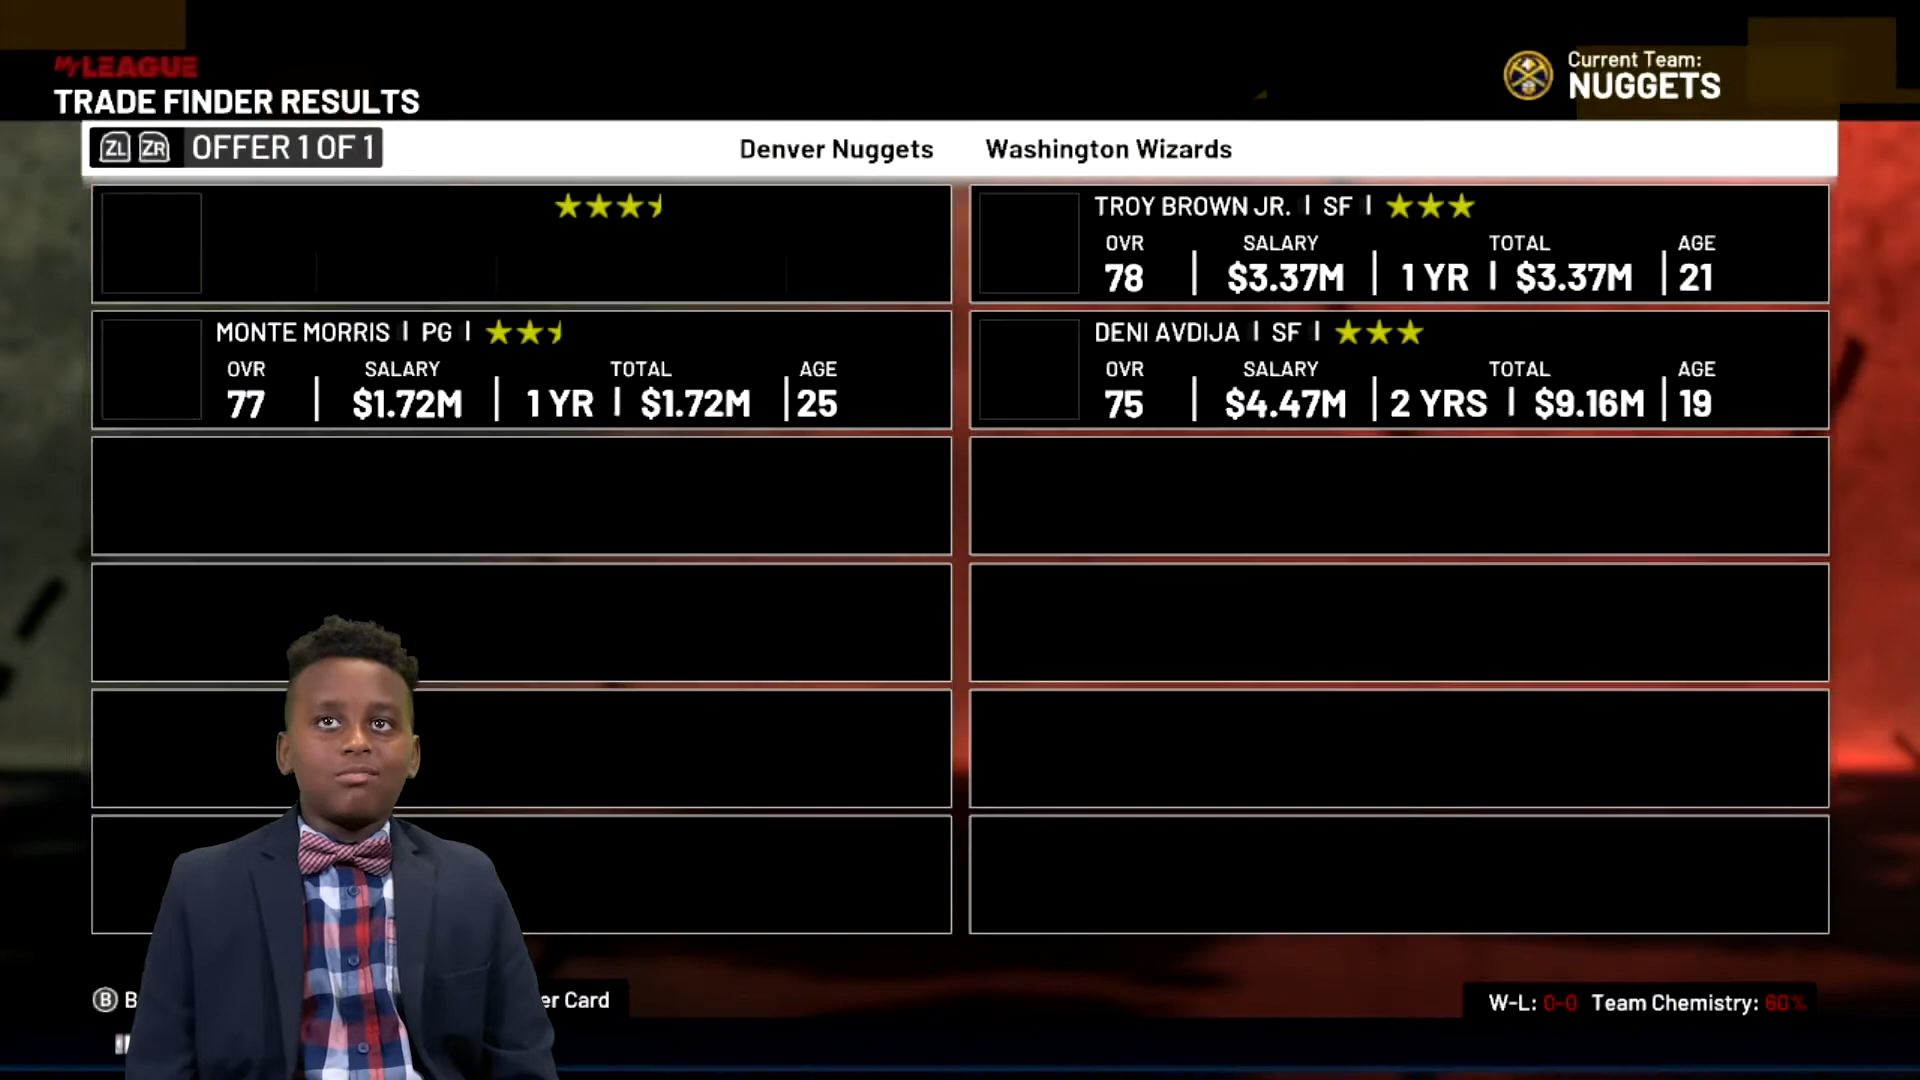 MyLEAGUE
TRADE FINDER RESULTS
Current Team:
NUGGETS
ZL ZR OFFER 1 OF 1
Denver Nuggets
Washington Wizards
TROY BROWN JR. | SF |
OVR SALARY TOTAL AGE
78 | $3.37M | 1 YR | $3.37M | 21
MONTE MORRIS | PG |
OVR SALARY TOTAL AGE
77 | $1.72M | 1 YR | $1.72M | 25
DENI AVDIJA | SF |
OVR SALARY TOTAL AGE
75 | $4.47M | 2 YRS | $9.16M | 19
B B
er Card
W-L: 0-0 Team Chemistry: 60%